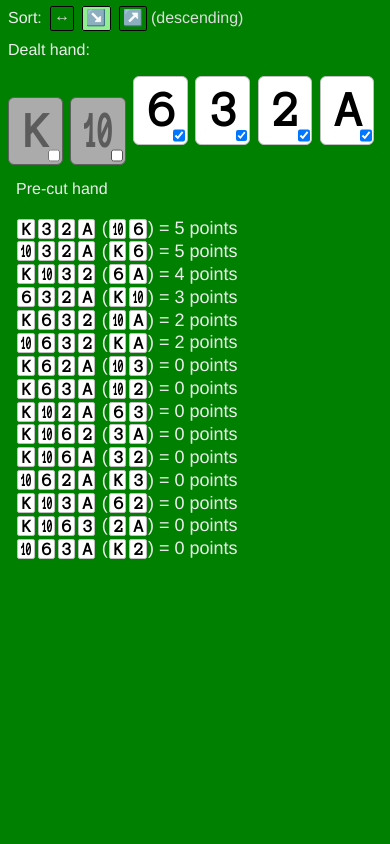 Sort: ↔ ↘ ↗ (descending)
Dealt hand:
K 10 6 3 2 A
Pre-cut hand
K 3 2 A (10 6) = 5 points
10 3 2 A (K 6) = 5 points
K 10 3 2 (6 A) = 4 points
6 3 2 A (K 10) = 3 points
K 6 3 2 (10 A) = 2 points
10 6 3 2 (K A) = 2 points
K 6 2 A (10 3) = 0 points
K 6 3 A (10 2) = 0 points
K 10 2 A (6 3) = 0 points
K 10 6 2 (3 A) = 0 points
K 10 6 A (3 2) = 0 points
10 6 2 A (K 3) = 0 points
K 10 3 A (6 2) = 0 points
K 10 6 3 (2 A) = 0 points
10 6 3 A (K 2) = 0 points